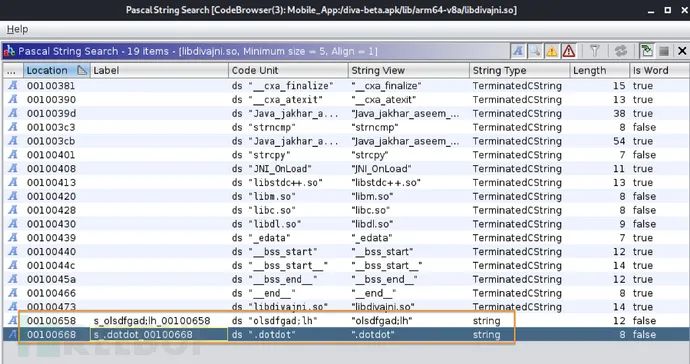 Pascal String Search [CodeBrowser(3): Mobile_App:/diva-beta.apk/lib/arm64-v8a/libdivajni.so]
Help
Pascal String Search - 19 items - [libdivajni.so, Minimum size = 5, Align = 1]
... Location Label Code Unit String View String Type Length Is Word
A 00100381 ds "__cxa_finalize" "__cxa_finalize" TerminatedCString 15 true
A 00100390 ds "__cxa_atexit" "__cxa_atexit" TerminatedCString 13 true
A 0010039d ds "Java_jakhar_a... "Java_jakhar_aseem_... TerminatedCString 38 true
A 001003c3 ds "strncmp" "strncmp" TerminatedCString 8 false
A 001003cb ds "Java_jakhar_a... "Java_jakhar_aseem_... TerminatedCString 54 true
A 00100401 ds "strcpy" "strcpy" TerminatedCString 7 false
A 00100408 ds "JNI_OnLoad" "JNI_OnLoad" TerminatedCString 11 true
A 00100413 ds "libstdc++.so" "libstdc++.so" TerminatedCString 13 true
A 00100420 ds "libm.so" "libm.so" TerminatedCString 8 false
A 00100428 ds "libc.so" "libc.so" TerminatedCString 8 false
A 00100430 ds "libdl.so" "libdl.so" TerminatedCString 9 false
A 00100439 ds "_edata" "_edata" TerminatedCString 7 true
A 00100440 ds "__bss_start" "__bss_start" TerminatedCString 12 true
A 0010044c ds "__bss_start__" "__bss_start__" TerminatedCString 14 true
A 0010045a ds "__bss_end__" "__bss_end__" TerminatedCString 12 true
A 00100466 ds "__end__" "__end__" TerminatedCString 8 true
A 00100473 ds "libdivajni.so" "libdivajni.so" TerminatedCString 14 true
A 00100658 s_olsdfgad;lh_00100658 ds "olsdfgad;lh" "olsdfgad;lh" string 12 false
A 00100668 s_.dotdot_00100668 ds ".dotdot" ".dotdot" string 8 false